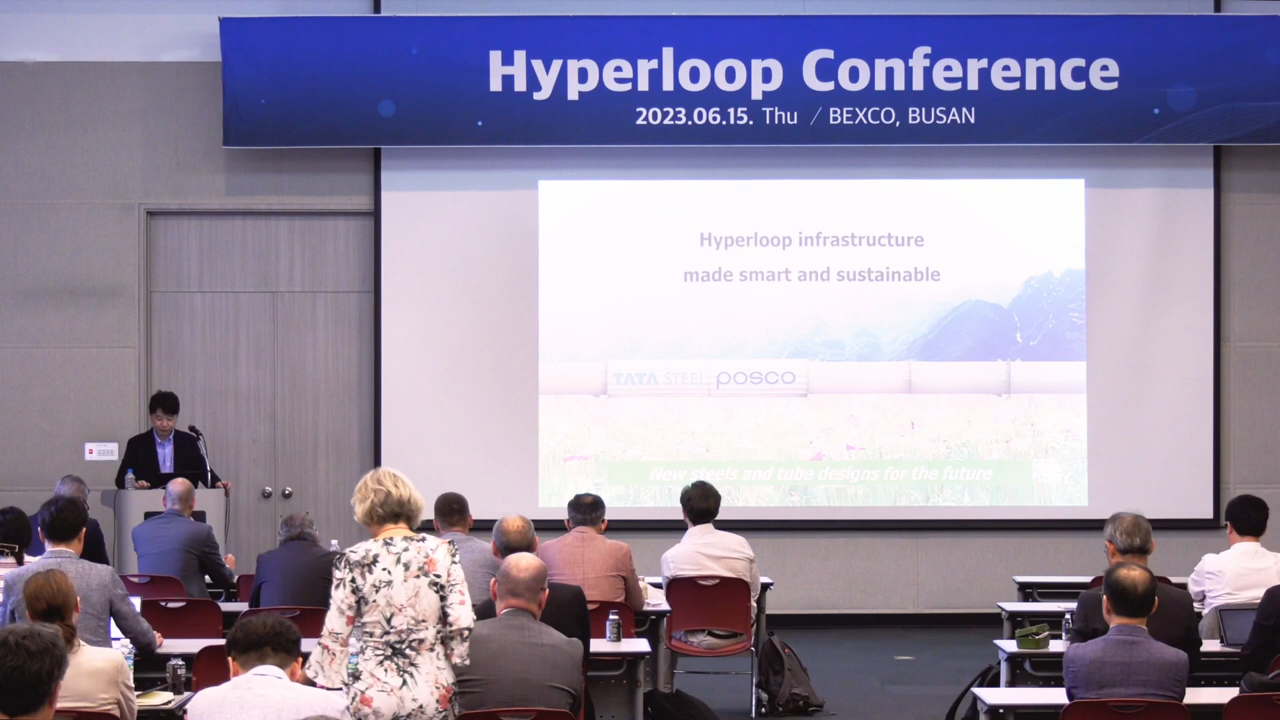 Hyperloop Conference
2023.06.15. Thu / BEXCO, BUSAN
Hyperloop infrastructure
made smart and sustainable
TATA STEEL posco
New steels and tube designs for the future